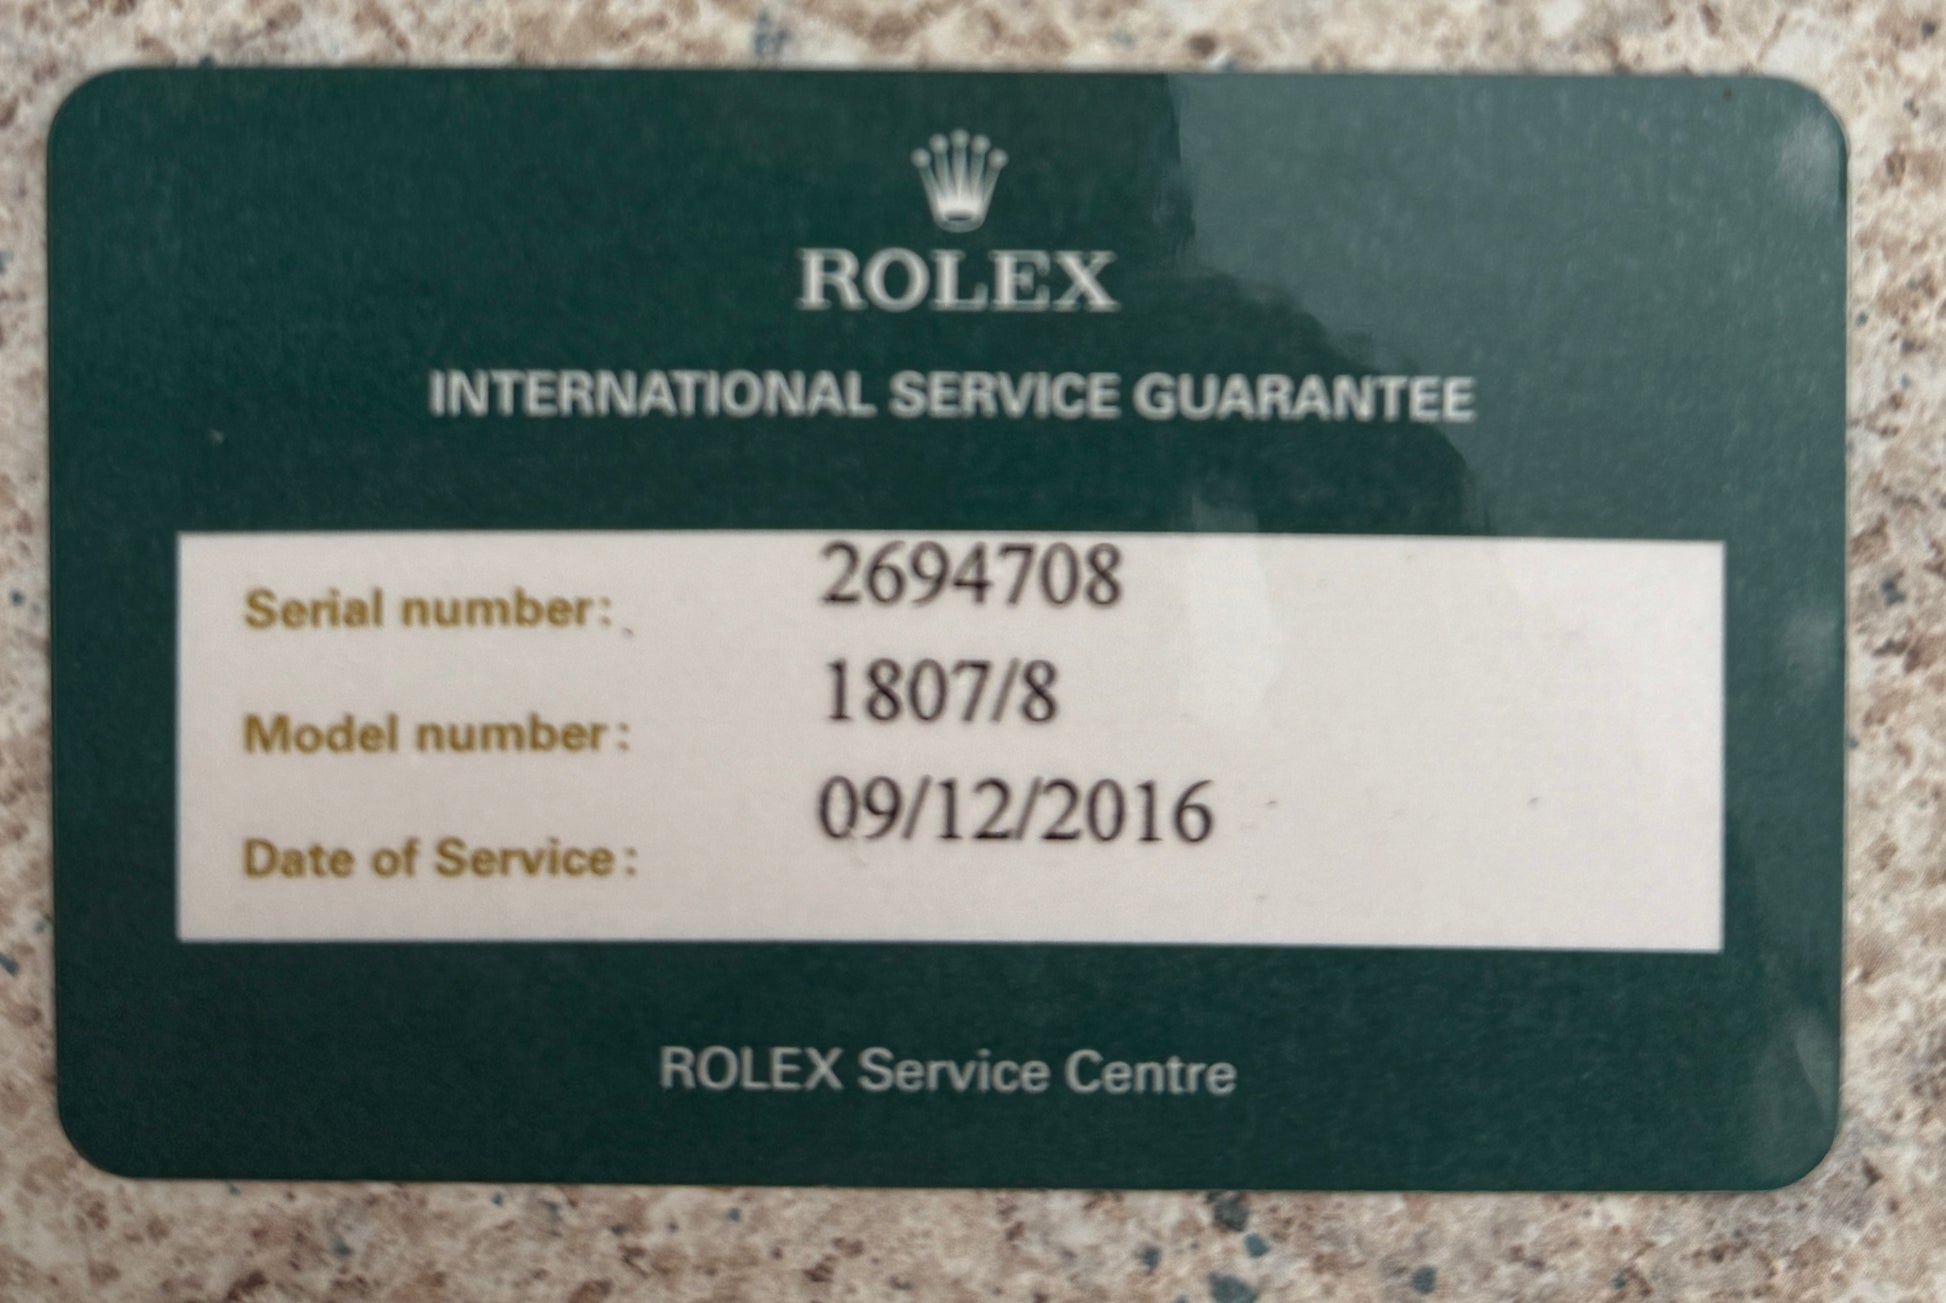 ROLEX
INTERNATIONAL SERVICE GUARANTEE
Serial number: 2694708
Model number: 1807/8
Date of Service: 09/12/2016
ROLEX Service Centre